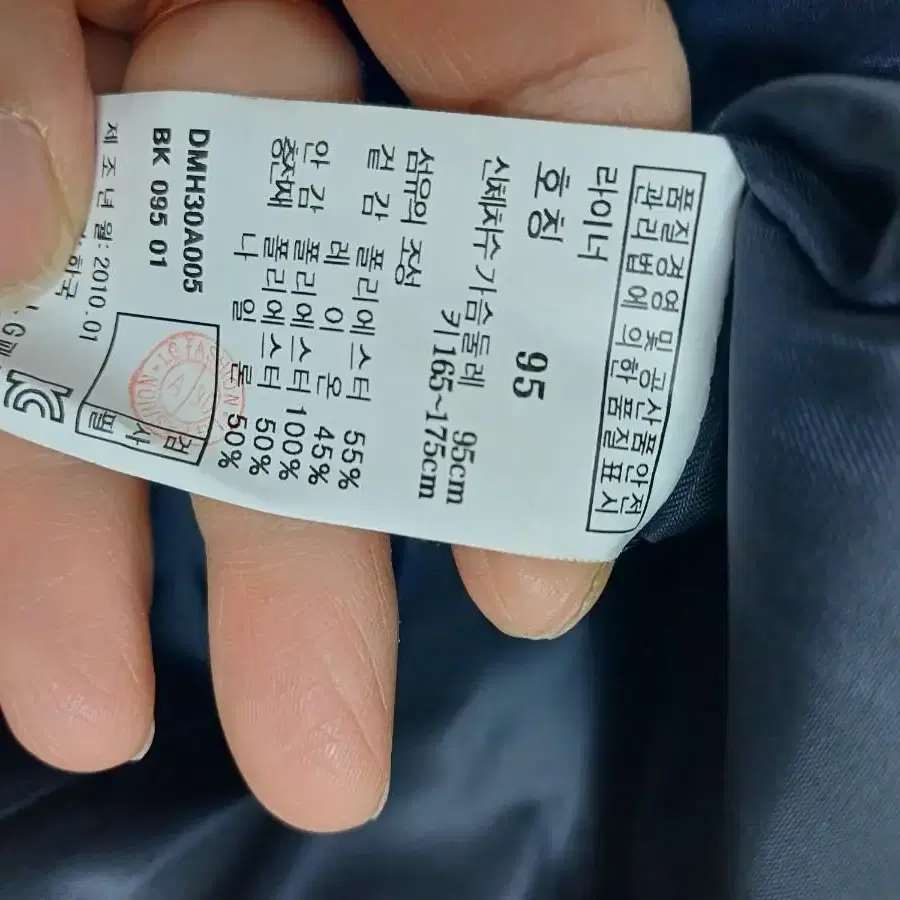 품질경영 및 공산품안전
관리법에 의한 품질표시
라이너
호칭 95
신체치수 가슴둘레 95cm
키 165~175cm
섬유의 조성
겉감 폴리에스터 55%
레이온 45%
안감 폴리에스터 100%
충전재 폴리에스터 50%
나일론 50%
DMH30A005
BK 095 01
검사필
제조년월: 2010.01